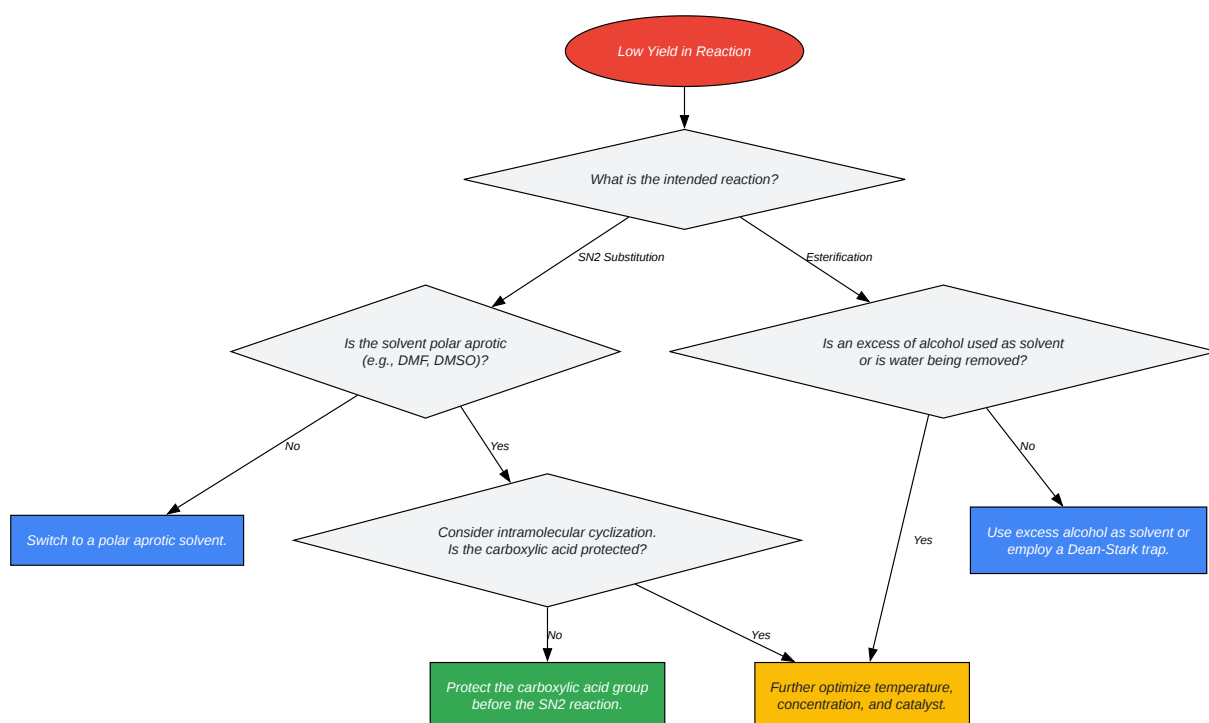 Low Yield in Reaction
What is the intended reaction?
SN2 Substitution
Esterification
Is the solvent polar aprotic
(e.g., DMF, DMSO)?
Is an excess of alcohol used as solvent
or is water being removed?
No
Yes
No
Switch to a polar aprotic solvent.
Consider intramolecular cyclization.
Is the carboxylic acid protected?
Yes
Use excess alcohol as solvent or
employ a Dean-Stark trap.
No
Yes
Protect the carboxylic acid group
before the SN2 reaction.
Further optimize temperature,
concentration, and catalyst.